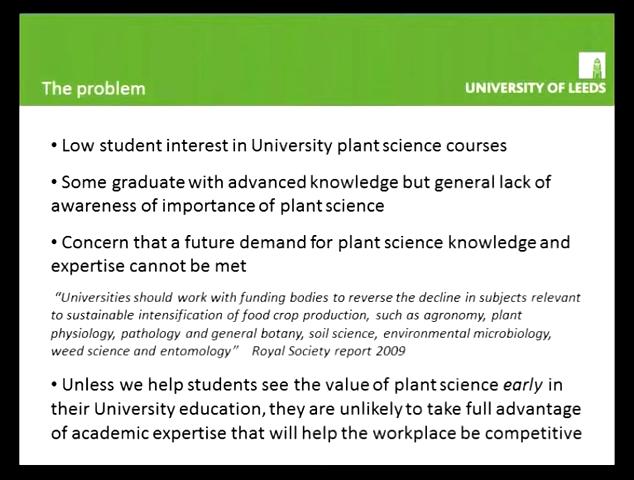 The problem
UNIVERSITY OF LEEDS
• Low student interest in University plant science courses
• Some graduate with advanced knowledge but general lack of
awareness of importance of plant science
• Concern that a future demand for plant science knowledge and
expertise cannot be met
“Universities should work with funding bodies to reverse the decline in subjects relevant
to sustainable intensification of food crop production, such as agronomy, plant
physiology, pathology and general botany, soil science, environmental microbiology,
weed science and entomology” Royal Society report 2009
• Unless we help students see the value of plant science early in
their University education, they are unlikely to take full advantage
of academic expertise that will help the workplace be competitive